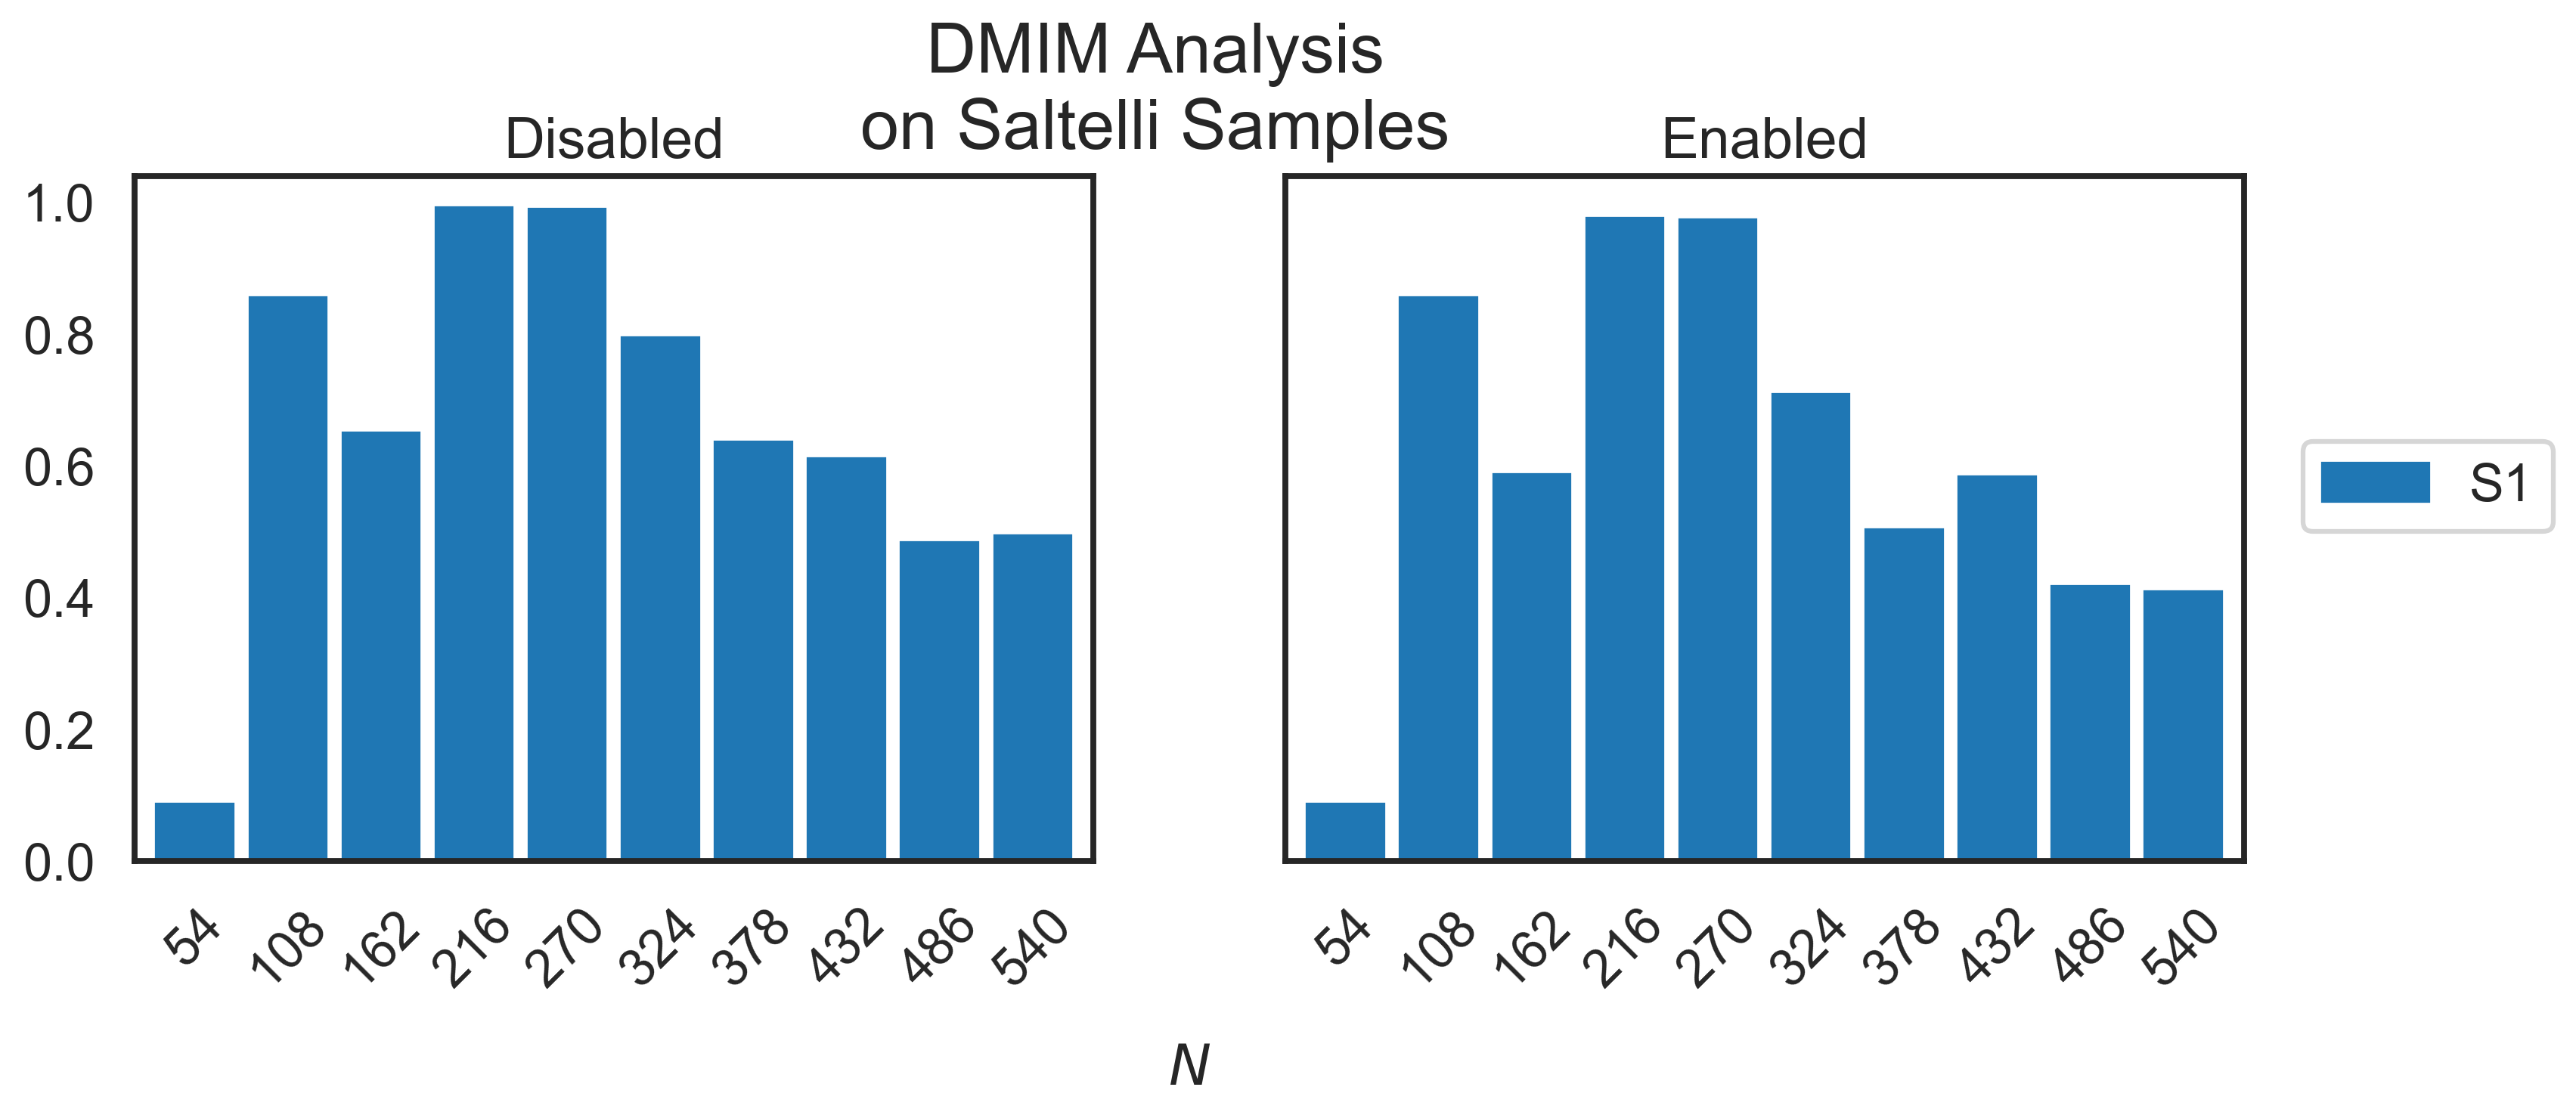 DMIM Analysis
on Saltelli Samples
Disabled
Enabled
1.0
0.8
0.6
0.4
0.2
0.0
54 108 162 216 270 324 378 432 486 540
54 108 162 216 270 324 378 432 486 540
S1
N